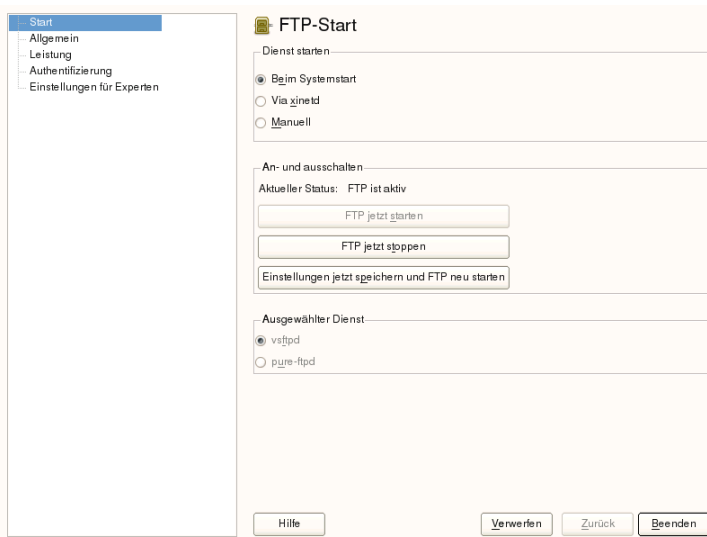 Start
Allgemein
Leistung
Authentifizierung
Einstellungen für Experten
FTP-Start
Dienst starten
Beim Systemstart
Via xinetd
Manuell
An- und ausschalten
Aktueller Status: FTP ist aktiv
FTP jetzt starten
FTP jetzt stoppen
Einstellungen jetzt speichern und FTP neu starten
Ausgewählter Dienst
vsftpd
pure-ftpd
Hilfe Verwerfen Zurück Beenden